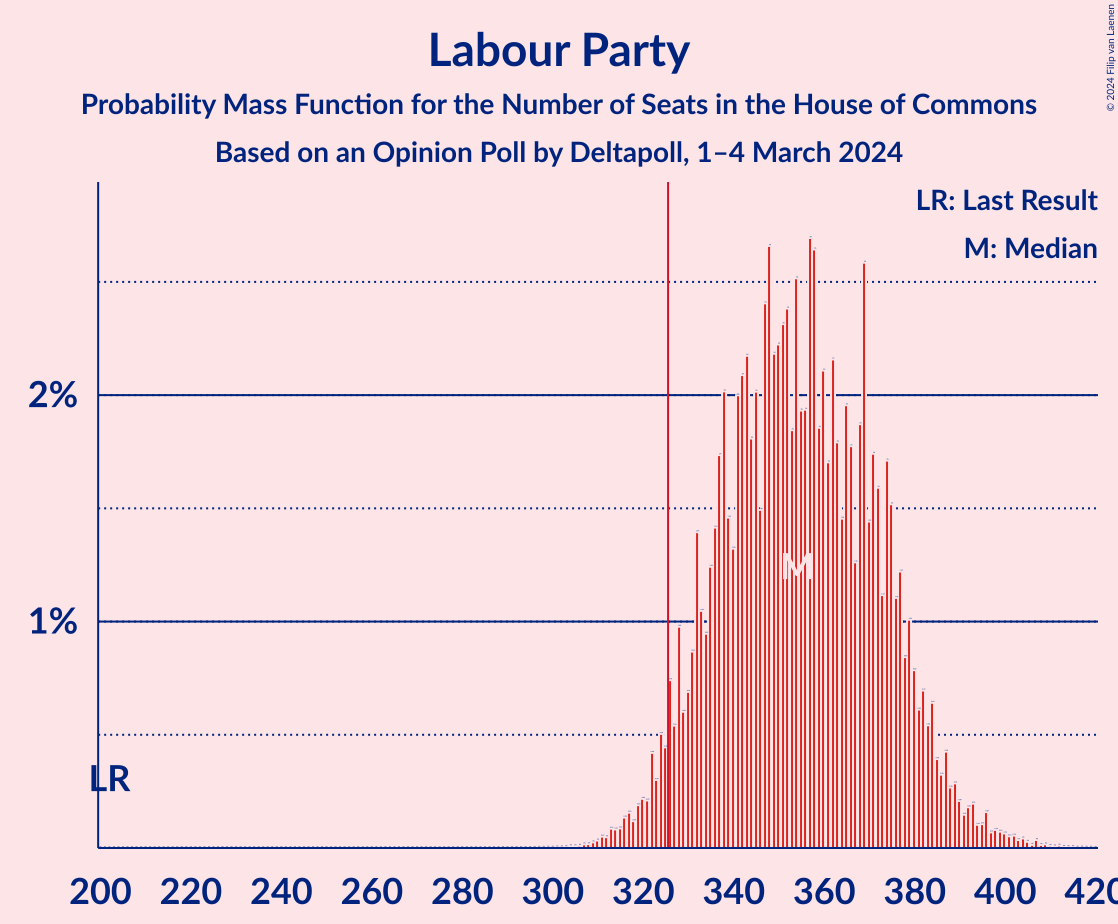 Labour Party
Probability Mass Function for the Number of Seats in the House of Commons
Based on an Opinion Poll by Deltapoll, 1–4 March 2024
© 2024 Filip van Laenen
LR: Last Result
M: Median
2%
1%
M
LR
200 220 240 260 280 300 320 340 360 380 400 420